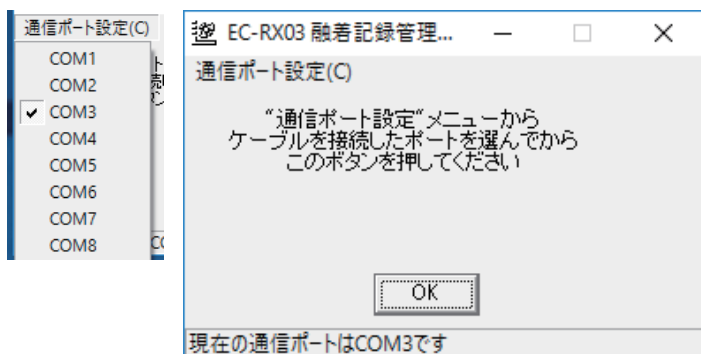 通信ポート設定(C)
COM1
COM2
COM3
COM4
COM5
COM6
COM7
COM8
EC-RX03 融着記録管理...
通信ポート設定(C)
“通信ポート設定“メニューから
ケーブルを接続したポートを選んでから
このボタンを押してください
OK
現在の通信ポートはCOM3です